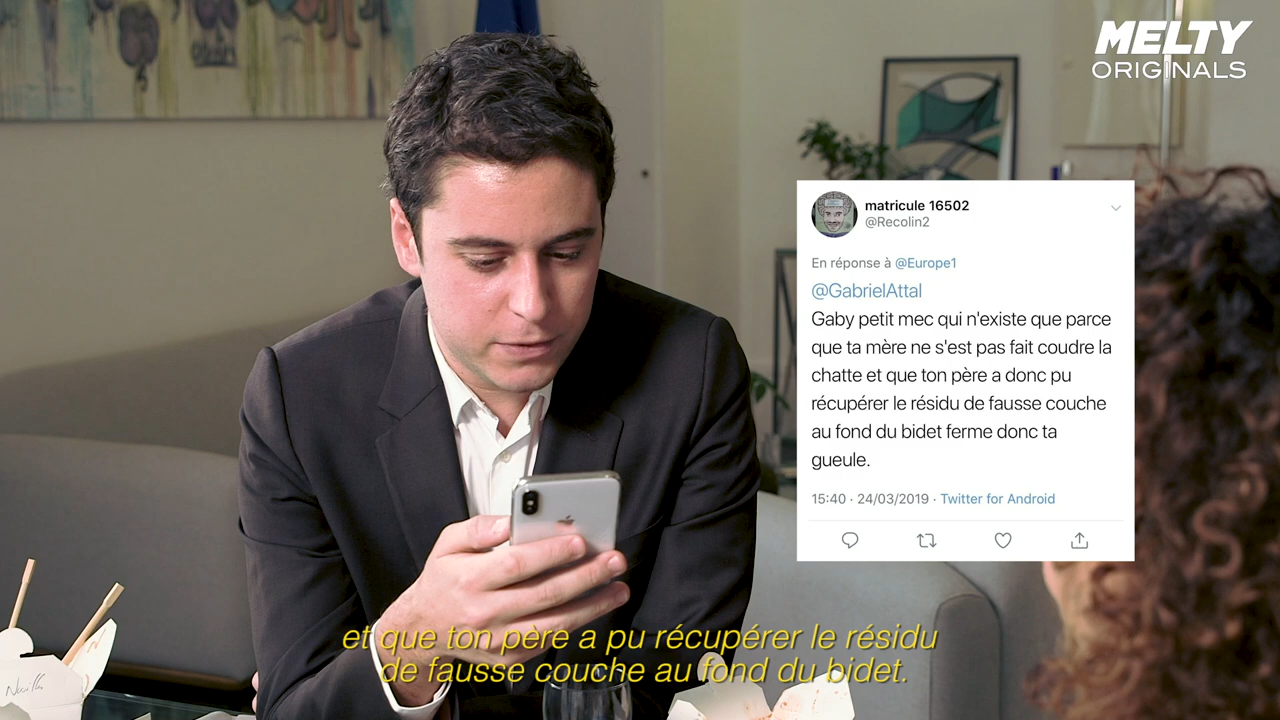 MELTY
ORIGINALS
matricule 16502
@Recolin2
En réponse à @Europe1
@GabrielAttal
Gaby petit mec qui n'existe que parce
que ta mère ne s'est pas fait coudre la
chatte et que ton père a donc pu
récupérer le résidu de fausse couche
au fond du bidet ferme donc ta
gueule.
15:40 · 24/03/2019 · Twitter for Android
et que ton père a pu récupérer le résidu
de fausse couche au fond du bidet.